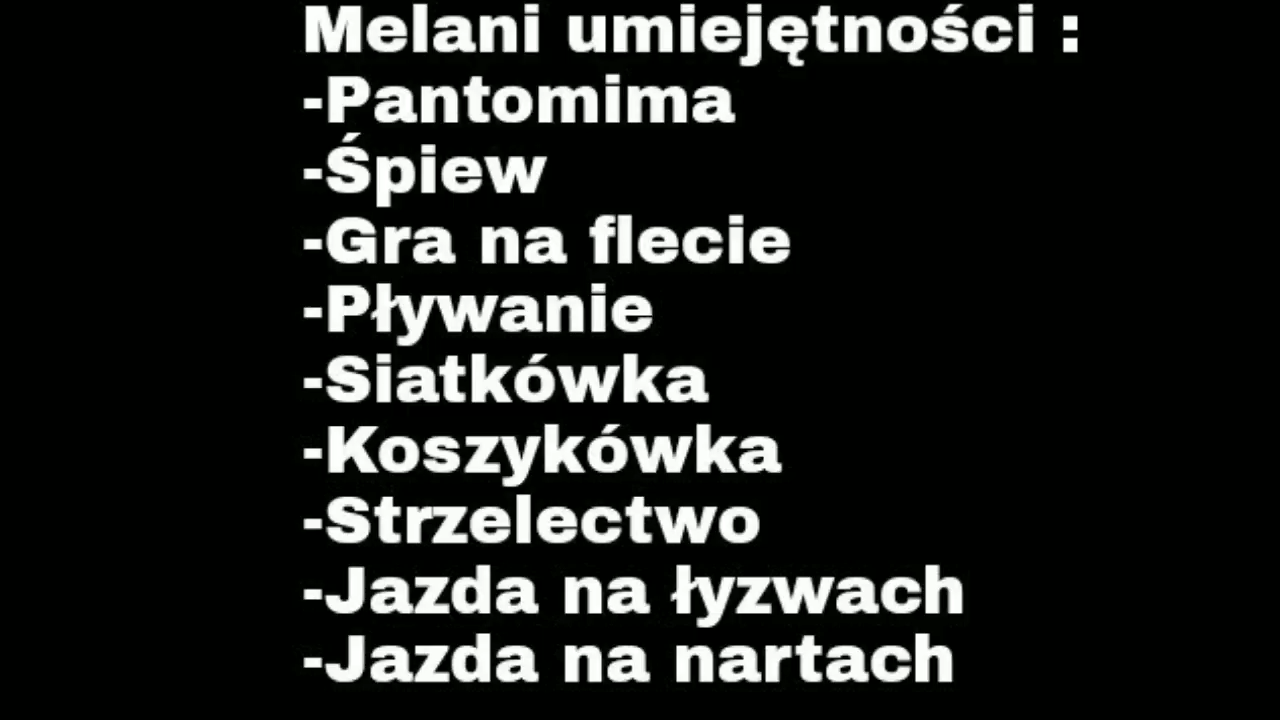 Melani umiejętności :
-Pantomima
-Śpiew
-Gra na flecie
-Pływanie
-Siatkówka
-Koszykówka
-Strzelectwo
-Jazda na łyzwach
-Jazda na nartach